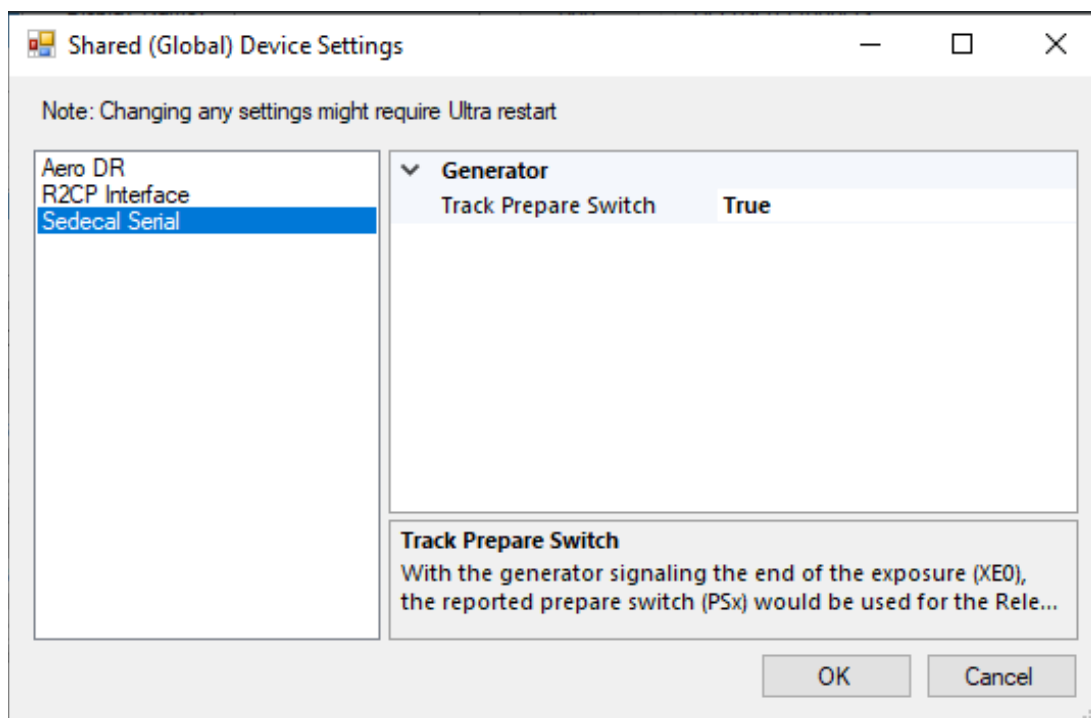 Shared (Global) Device Settings
Note: Changing any settings might require Ultra restart
Aero DR
R2CP Interface
Sedecal Serial
Generator
Track Prepare Switch True
Track Prepare Switch
With the generator signaling the end of the exposure (XE0),
the reported prepare switch (PSx) would be used for the Rele...
OK Cancel